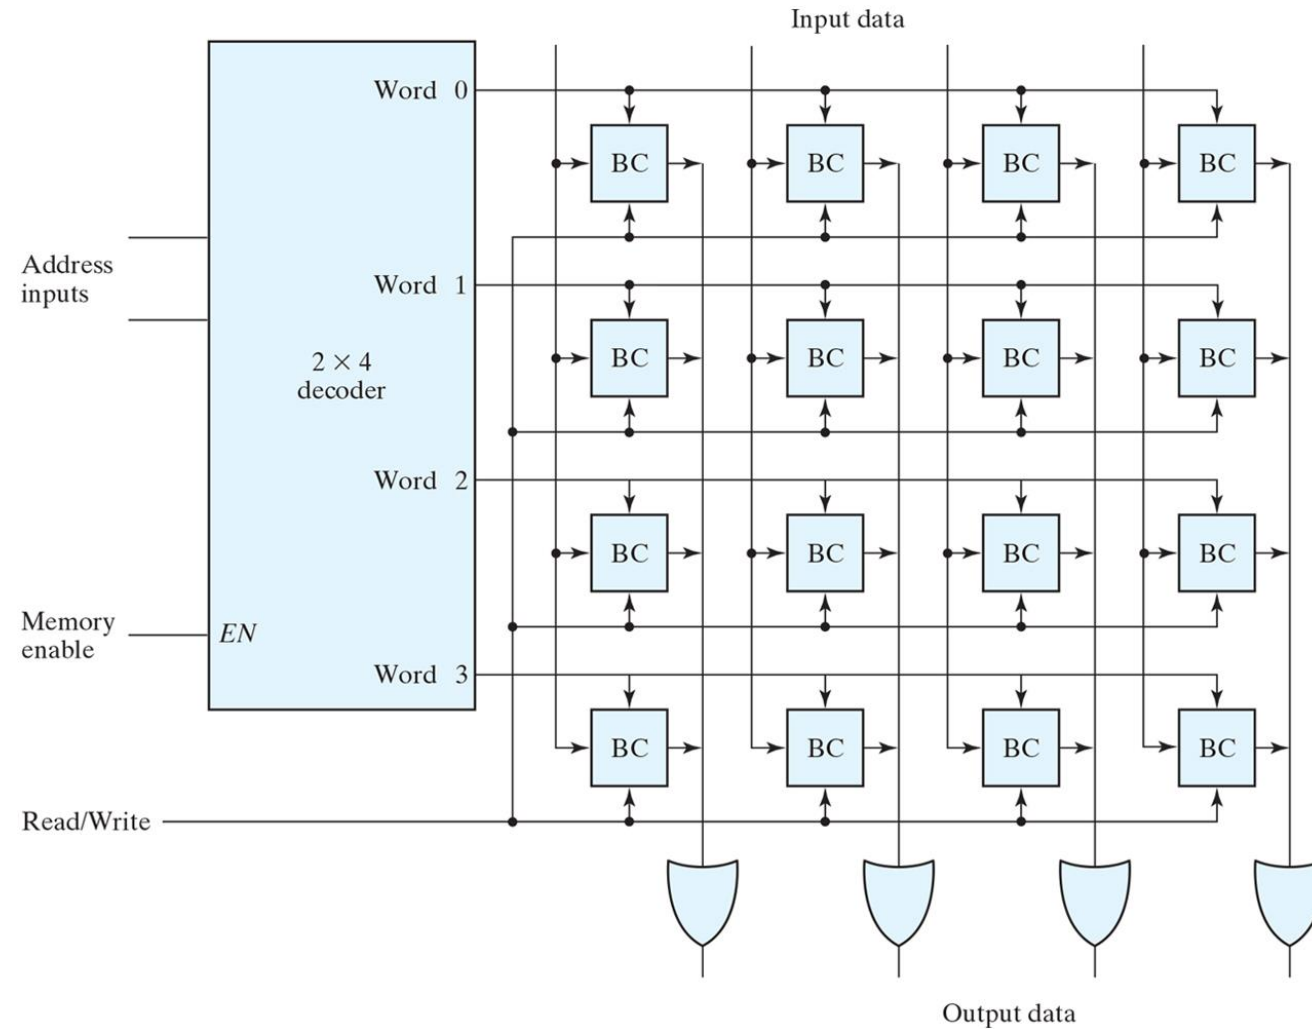 Input data
Word 0
BC BC BC BC
Address
inputs
Word 1
2 × 4
decoder
BC BC BC BC
Word 2
BC BC BC BC
Memory
enable
EN
Word 3
BC BC BC BC
Read/Write
Output data